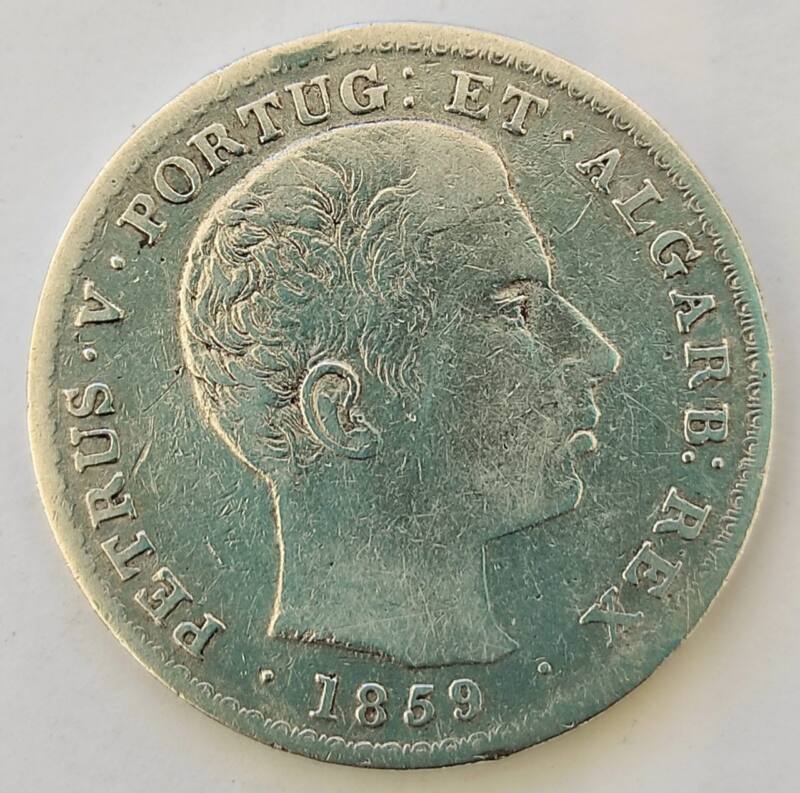 PETRUS · V · PORTUG: ET · ALGARB: REX
· 1859 ·